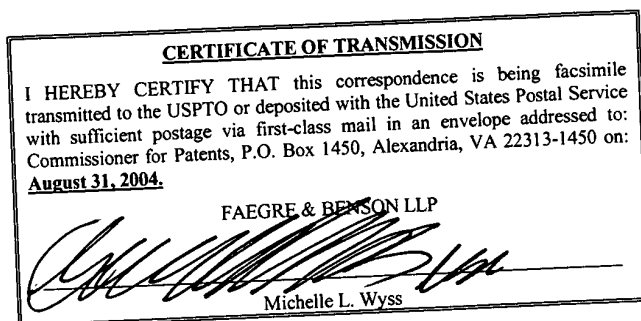 CERTIFICATE OF TRANSMISSION
I HEREBY CERTIFY THAT this correspondence is being facsimile
transmitted to the USPTO or deposited with the United States Postal Service
with sufficient postage via first-class mail in an envelope addressed to:
Commissioner for Patents, P.O. Box 1450, Alexandria, VA 22313-1450 on:
August 31, 2004.
FAEGRE & BENSON LLP
Michelle L. Wyss